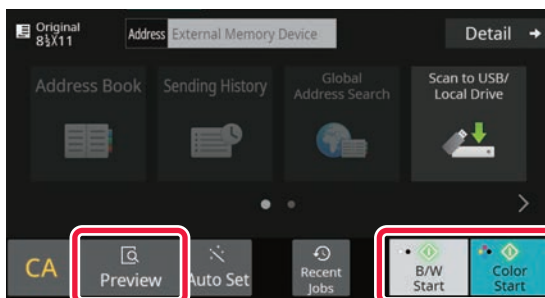 Original
8½X11
Address External Memory Device
Detail
Address Book
Sending History
Global
Address Search
Scan to USB/
Local Drive
CA
Preview
Auto Set
Recent
Jobs
B/W
Start
Color
Start